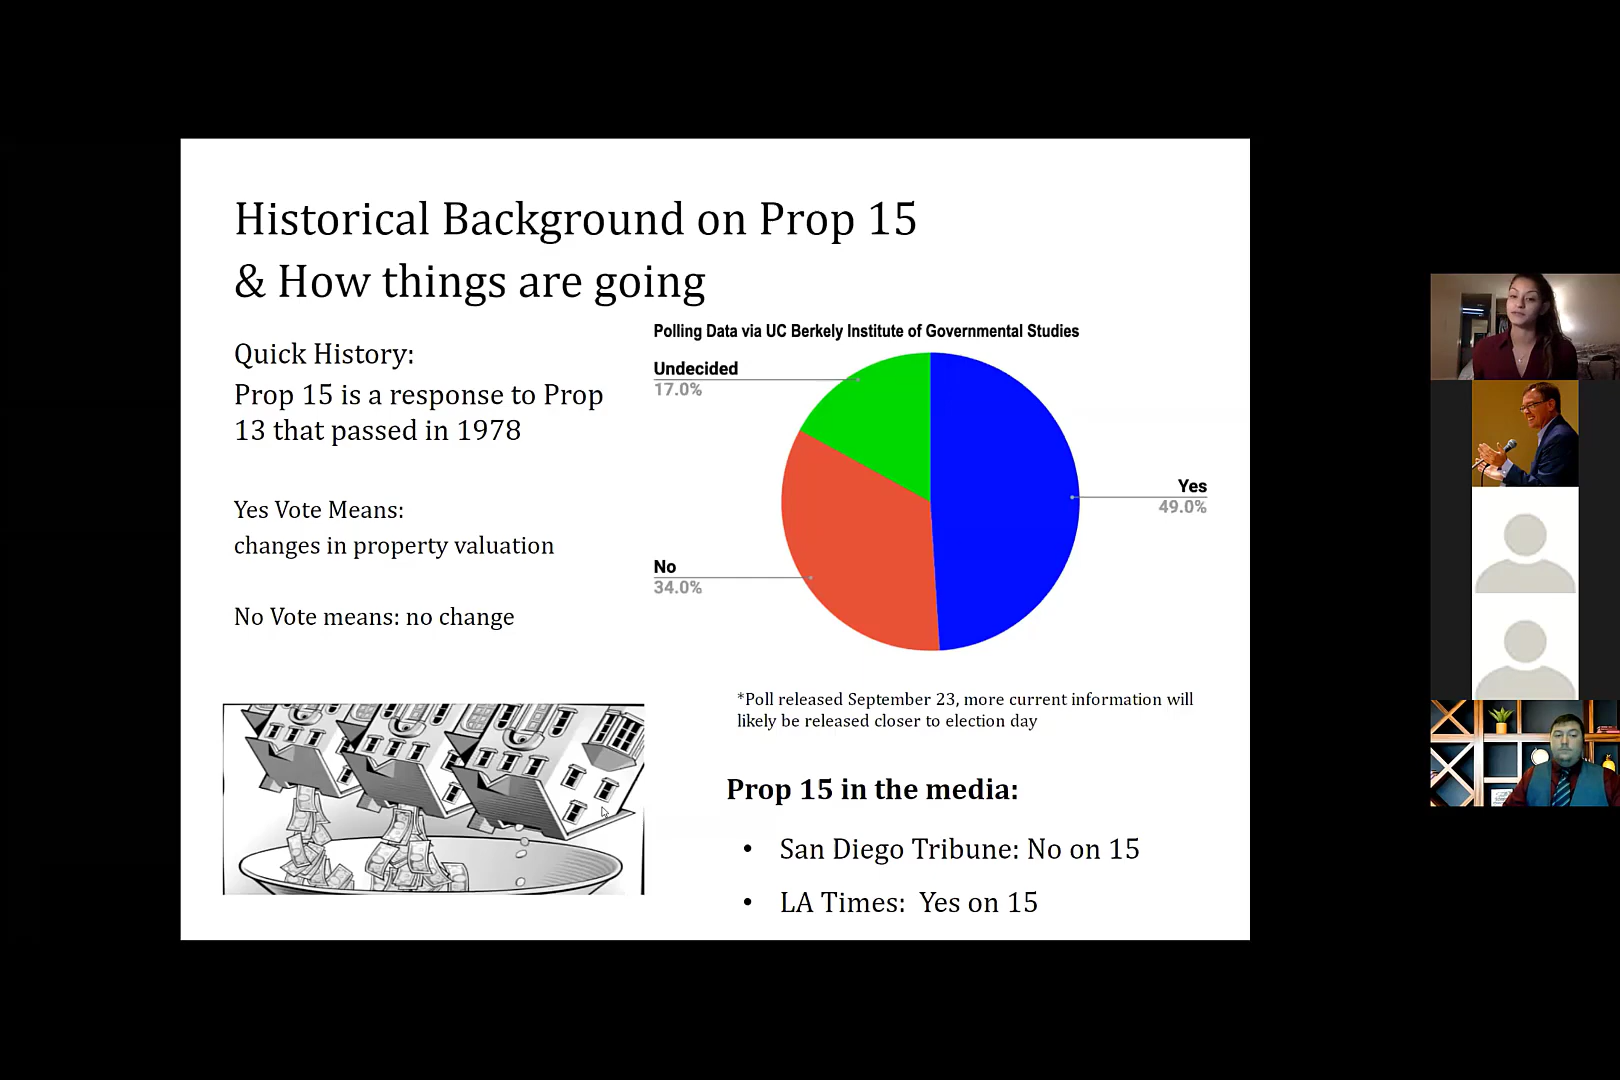 Historical Background on Prop 15
& How things are going
Quick History:
Prop 15 is a response to Prop
13 that passed in 1978
Yes Vote Means:
changes in property valuation
No Vote means: no change
Polling Data via UC Berkely Institute of Governmental Studies
Undecided
17.0%
Yes
49.0%
No
34.0%
*Poll released September 23, more current information will
likely be released closer to election day
Prop 15 in the media:
• San Diego Tribune: No on 15
• LA Times:  Yes on 15